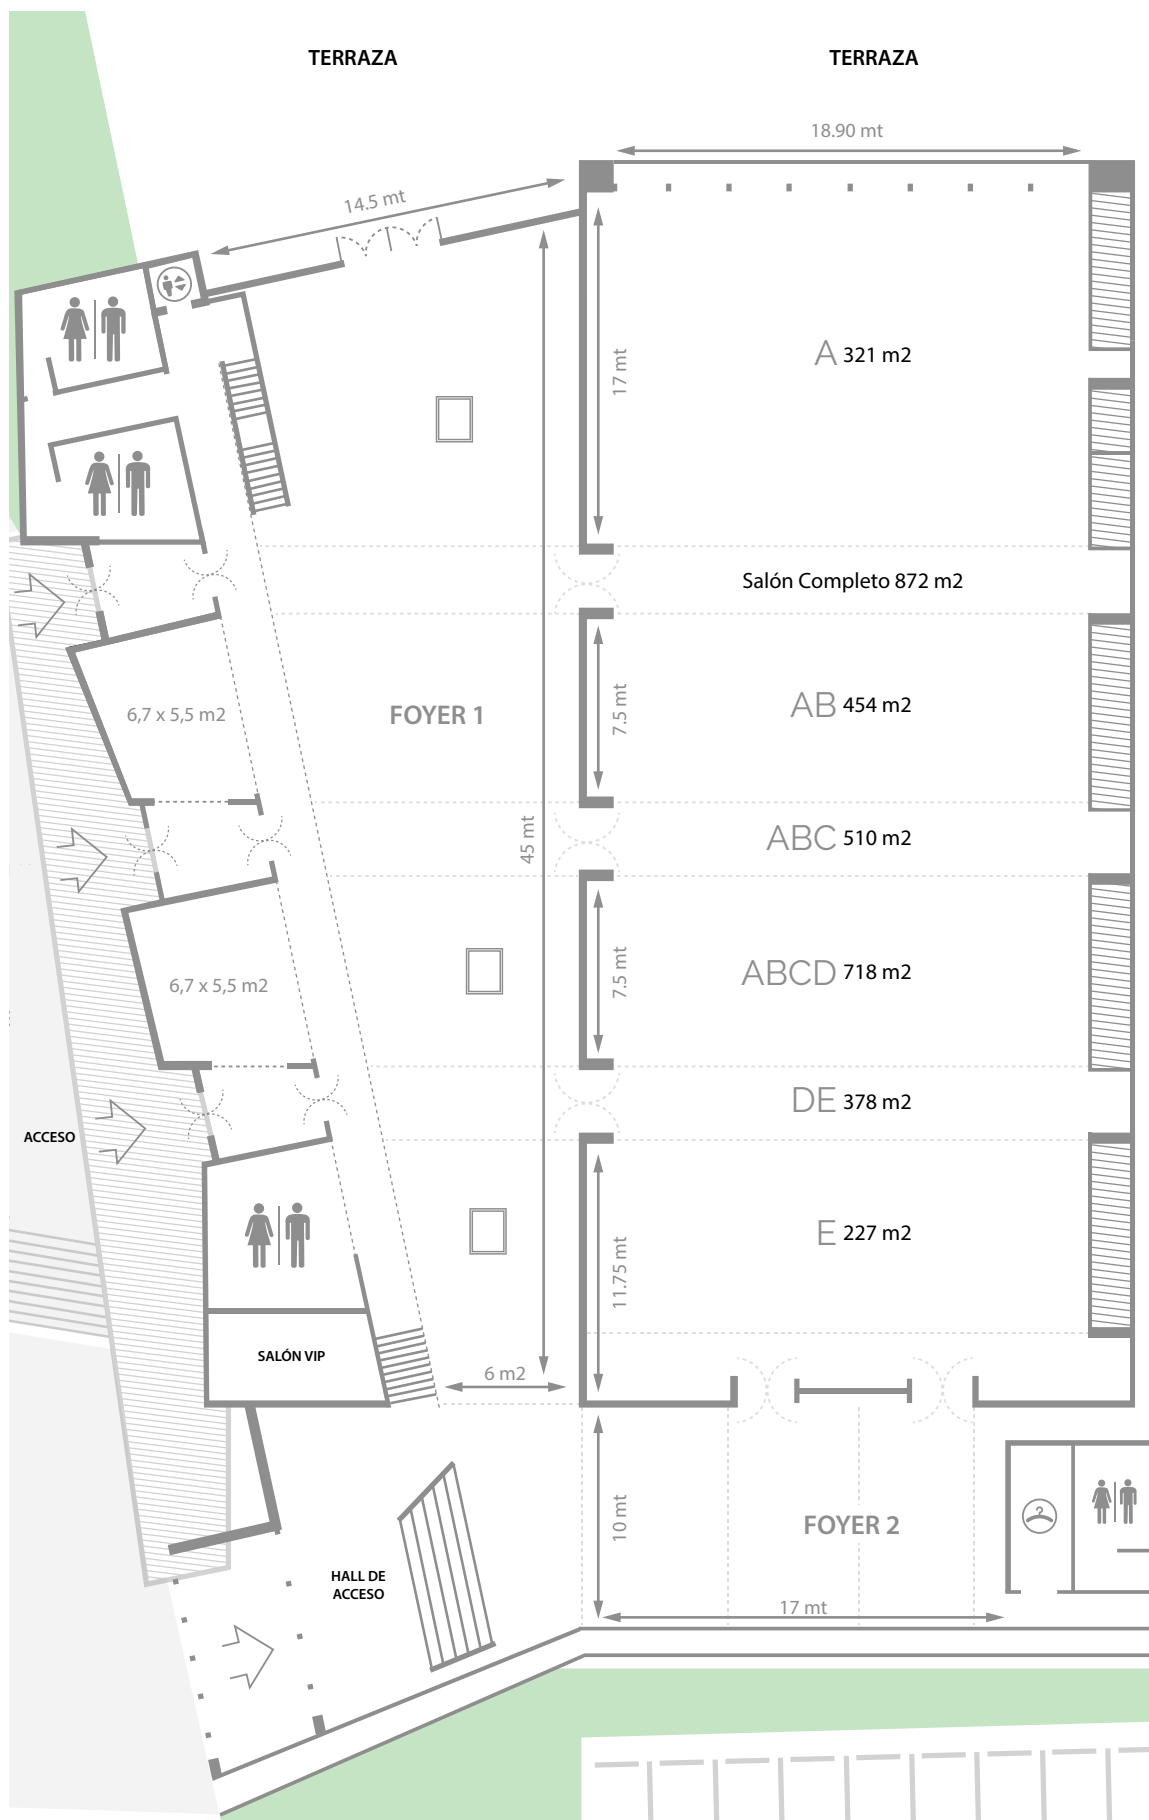 TERRAZA
TERRAZA
18.90 mt
14.5 mt
17 mt
A 321 m2
Salón Completo 872 m2
6,7 x 5,5 m2
FOYER 1
7.5 mt
AB 454 m2
45 mt
ABC 510 m2
6,7 x 5,5 m2
7.5 mt
ABCD 718 m2
DE 378 m2
ACCESO
11.75 mt
E 227 m2
SALÓN VIP
6 m2
10 mt
FOYER 2
HALL DE
ACCESO
17 mt